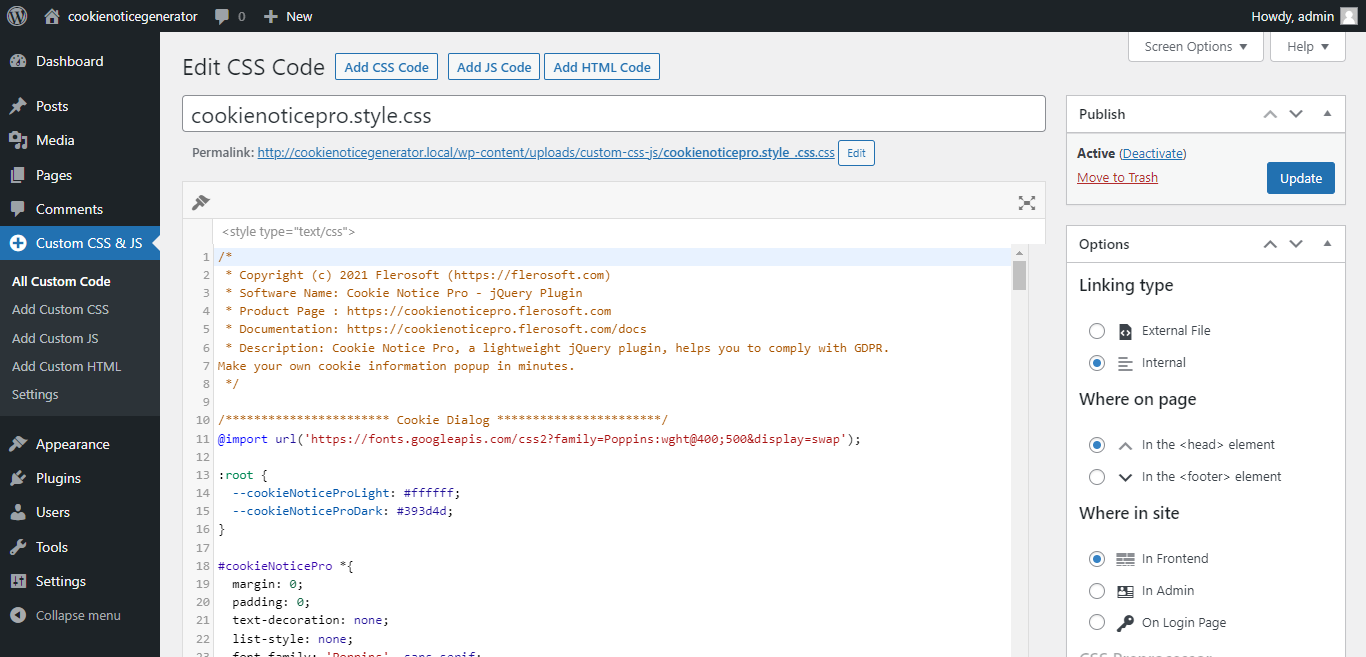 cookienoticegenerator 0 New Howdy, admin
Dashboard
Posts
Media
Pages
Comments
Custom CSS & JS
All Custom Code
Add Custom CSS
Add Custom JS
Add Custom HTML
Settings
Appearance
Plugins
Users
Tools
Settings
Collapse menu
Screen Options Help
Edit CSS Code Add CSS Code Add JS Code Add HTML Code
cookienoticepro.style.css
Permalink: http://cookienoticegenerator.local/wp-content/uploads/custom-css-js/cookienoticepro.style_.css.css Edit
<style type="text/css">
1 /*
2 * Copyright (c) 2021 Flerosoft (https://flerosoft.com)
3 * Software Name: Cookie Notice Pro - jQuery Plugin
4 * Product Page : https://cookienoticepro.flerosoft.com
5 * Documentation: https://cookienoticepro.flerosoft.com/docs
6 * Description: Cookie Notice Pro, a lightweight jQuery plugin, helps you to comply with GDPR.
7 Make your own cookie information popup in minutes.
8 */
9
10 /*********************** Cookie Dialog ***********************/
11 @import url('https://fonts.googleapis.com/css2?family=Poppins:wght@400;500&display=swap');
12
13 :root {
14 --cookieNoticeProLight: #ffffff;
15 --cookieNoticeProDark: #393d4d;
16 }
17
18 #cookieNoticePro *{
19 margin: 0;
20 padding: 0;
21 text-decoration: none;
22 list-style: none;
23 font-family: 'Poppins', sans-serif;
Publish
Active (Deactivate)
Move to Trash
Update
Options
Linking type
External File
Internal
Where on page
In the <head> element
In the <footer> element
Where in site
In Frontend
In Admin
On Login Page
CSS Preprocessor